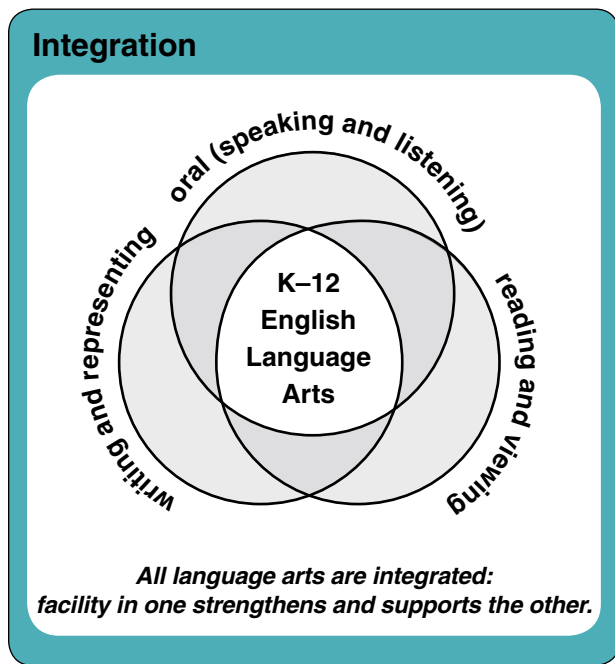 Integration
oral (speaking and listening)
writing and representing
reading and viewing
K–12
English
Language
Arts
All language arts are integrated:
facility in one strengthens and supports the other.